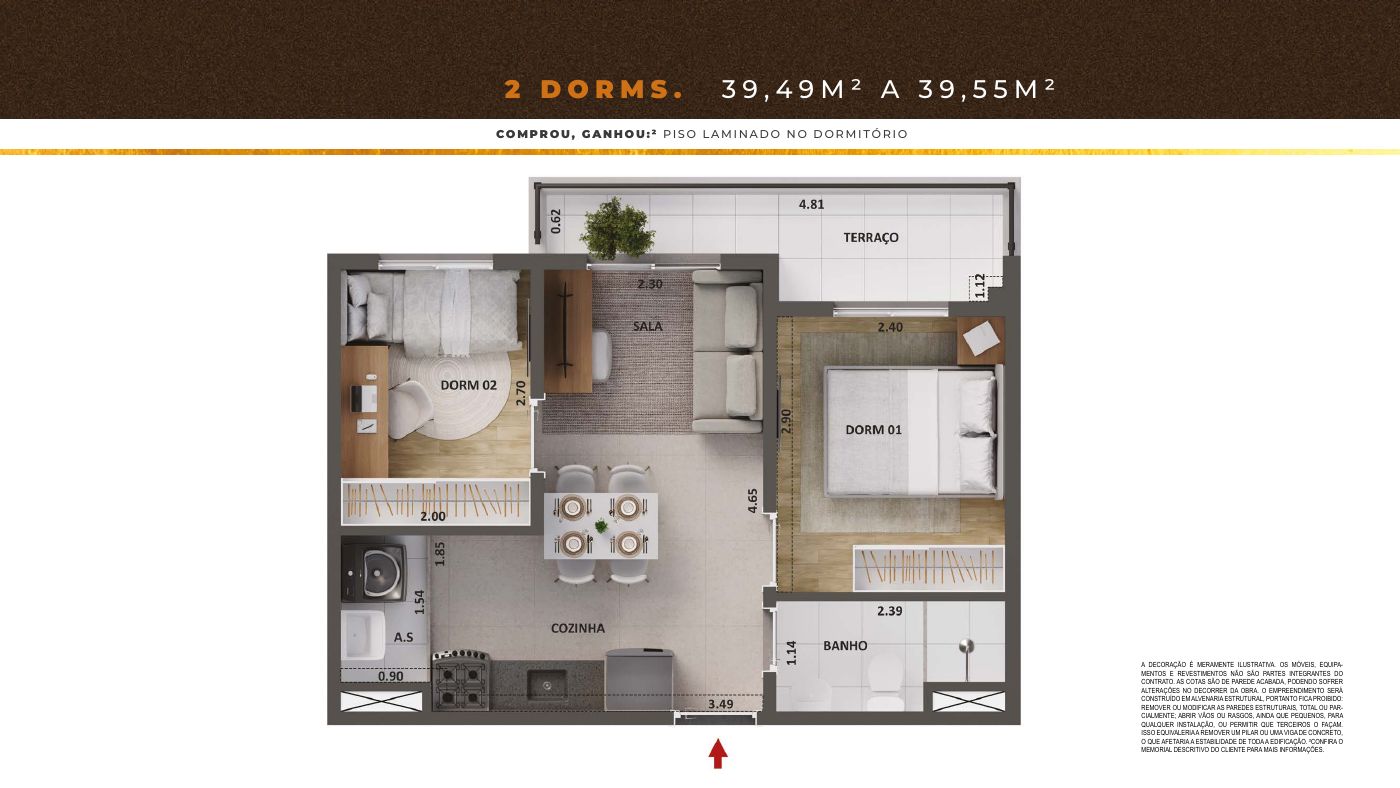 2 DORMS. 39,49M² A 39,55M²
COMPROU, GANHOU:² PISO LAMINADO NO DORMITÓRIO
4.81
0.62
TERRAÇO
1.12
2.30
SALA
2.40
DORM 02
2.70
2.90
DORM 01
4.65
2.00
1.85
1.54
A.S
COZINHA
2.39
1.14
BANHO
0.90
3.49
A DECORAÇÃO É MERAMENTE ILUSTRATIVA. OS MÓVEIS, EQUIPA-
MENTOS E REVESTIMENTOS NÃO SÃO PARTES INTEGRANTES DO
CONTRATO. AS COTAS SÃO DE PAREDE ACABADA, PODENDO SOFRER
ALTERAÇÕES NO DECORRER DA OBRA. O EMPREENDIMENTO SERÁ
CONSTRUÍDO EM ALVENARIA ESTRUTURAL, PORTANTO FICA PROIBIDO:
REMOVER OU MODIFICAR AS PAREDES ESTRUTURAIS, TOTAL OU PAR-
CIALMENTE; ABRIR VÃOS OU RASGOS, AINDA QUE PEQUENOS, PARA
QUALQUER INSTALAÇÃO, OU PERMITIR QUE TERCEIROS O FAÇAM.
ISSO EQUIVALERIA A REMOVER UM PILAR OU UMA VIGA DE CONCRETO,
O QUE AFETARIA A ESTABILIDADE DE TODA A EDIFICAÇÃO. ²CONFIRA O
MEMORIAL DESCRITIVO DO CLIENTE PARA MAIS INFORMAÇÕES.